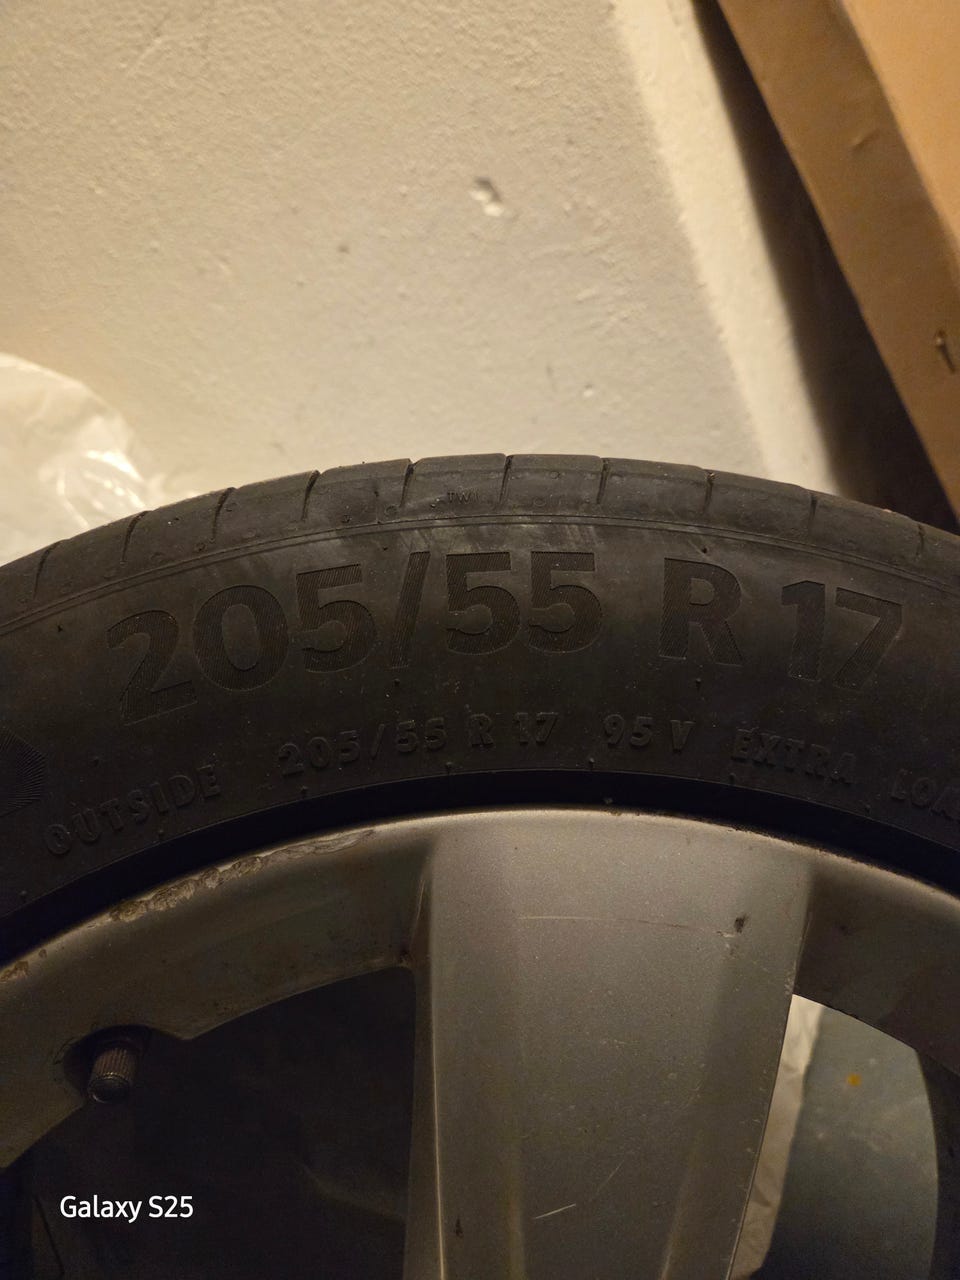 TWI
205/55 R 17
OUTSIDE 205/55 R 17 95 V EXTRA
Galaxy S25